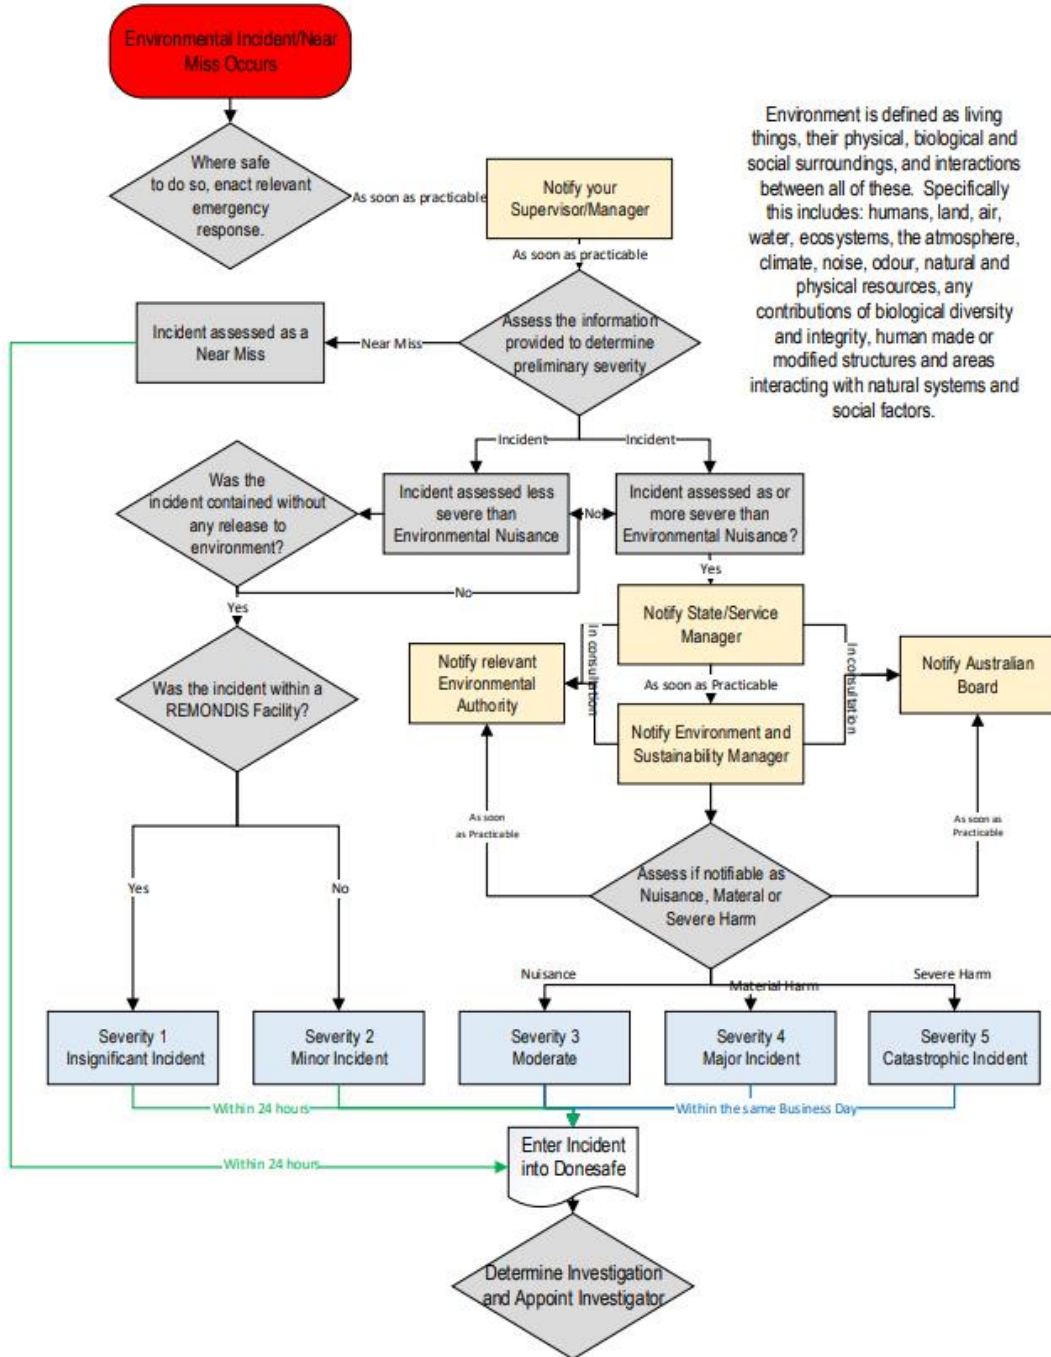 Environmental Incident/Near
Miss Occurs
Where safe
to do so, enact relevant
emergency
response.
As soon as practicable
Notify your
Supervisor/Manager
Environment is defined as living
things, their physical, biological and
social surroundings, and interactions
between all of these. Specifically
this includes: humans, land, air,
water, ecosystems, the atmosphere,
climate, noise, odour, natural and
physical resources, any
contributions of biological diversity
and integrity, human made or
modified structures and areas
interacting with natural systems and
social factors.
As soon as practicable
Incident assessed as a
Near Miss
Near Miss
Assess the information
provided to determine
preliminary severity
Incident
Incident
Was the
incident contained without
any release to
environment?
Incident assessed less
severe than
Environmental Nuisance
No
Incident assessed as or
more severe than
Environmental Nuisance?
No
Yes
Yes
Notify State/Service
Manager
In consultation
In consultation
Was the incident within a
REMONDIS Facility?
Notify relevant
Environmental
Authority
As soon as Practicable
Notify Australian
Board
Notify Environment and
Sustainability Manager
As soon
as Practicable
As soon as
Practicable
Assess if notifiable as
Nuisance, Materal or
Severe Harm
Yes
No
Nuisance
Material Harm
Severe Harm
Severity 1
Insignificant Incident
Severity 2
Minor Incident
Severity 3
Moderate
Severity 4
Major Incident
Severity 5
Catastrophic Incident
Within 24 hours
Within the same Business Day
Enter Incident
into Donesafe
Within 24 hours
Determine Investigation
and Appoint Investigator